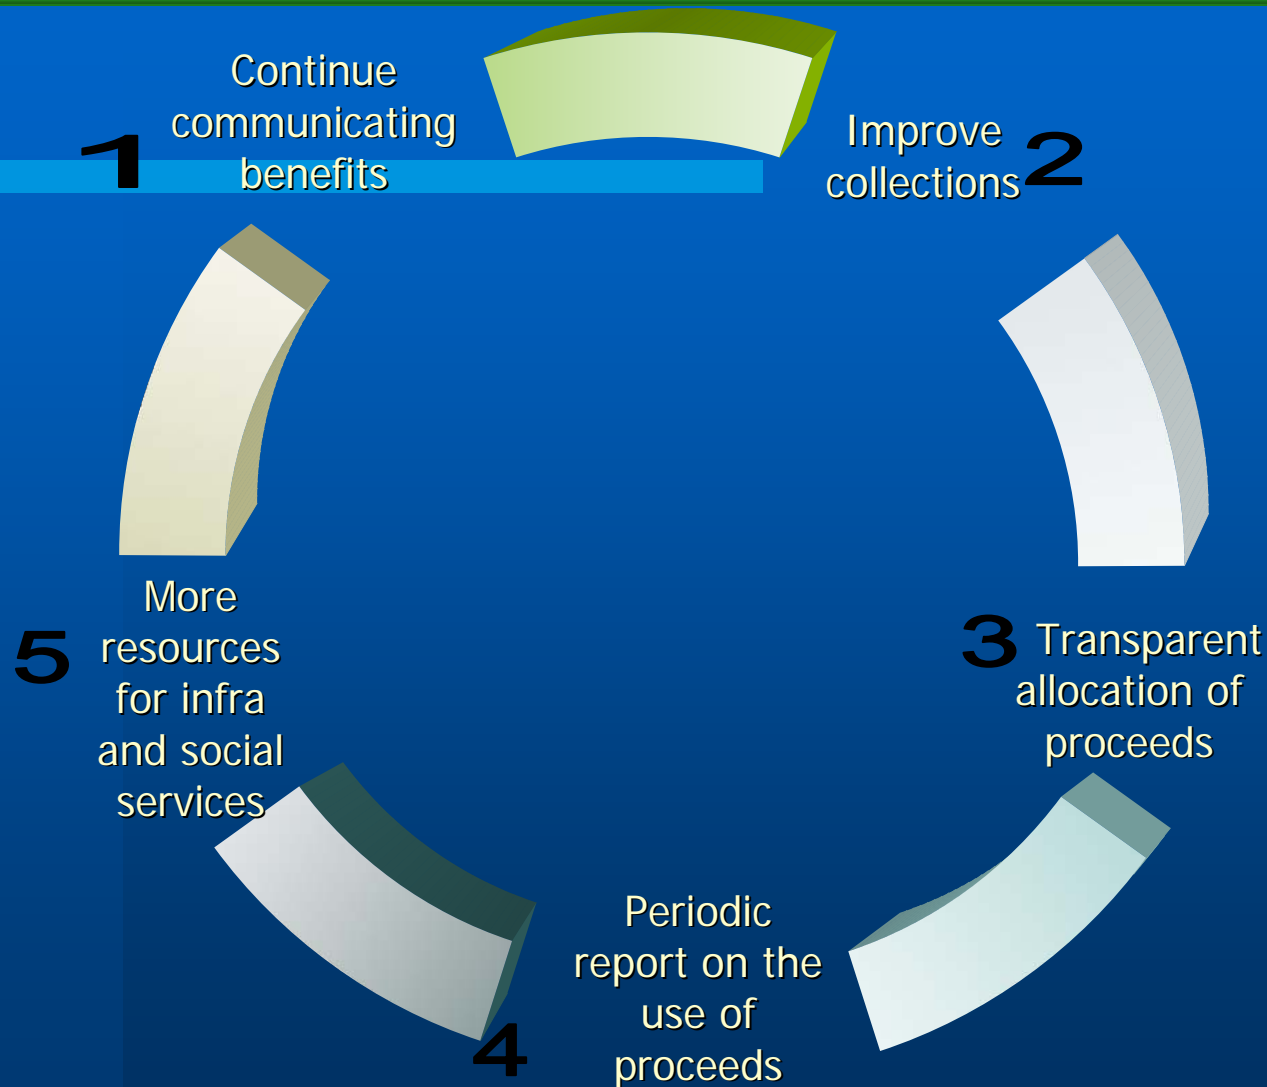 1
Continue
communicating
benefits
Improve
collections
2
3
Transparent
allocation of
proceeds
4
Periodic
report on the
use of
proceeds
5
More
resources
for infra
and social
services